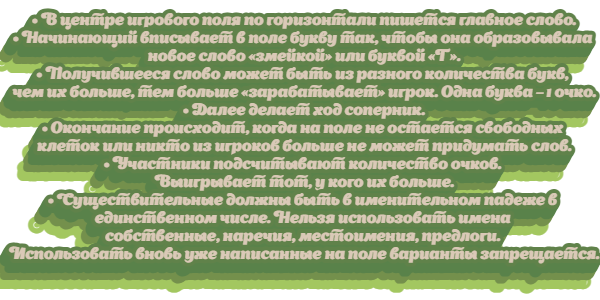 • В центре игрового поля по горизонтали пишется главное слово.
• Начинающий вписывает в поле букву так, чтобы она образовывала
новое слово «змейкой» или буквой «Г».
• Получившееся слово может быть из разного количества букв,
чем их больше, тем больше «зарабатывает» игрок. Одна буква – 1 очко.
• Далее делает ход соперник.
• Окончание происходит, когда на поле не остается свободных
клеток или никто из игроков больше не может придумать слов.
• Участники подсчитывают количество очков.
Выигрывает тот, у кого их больше.
• Существительные должны быть в именительном падеже в
единственном числе. Нельзя использовать имена
собственные, наречия, местоимения, предлоги.
Использовать вновь уже написанные на поле варианты запрещается.